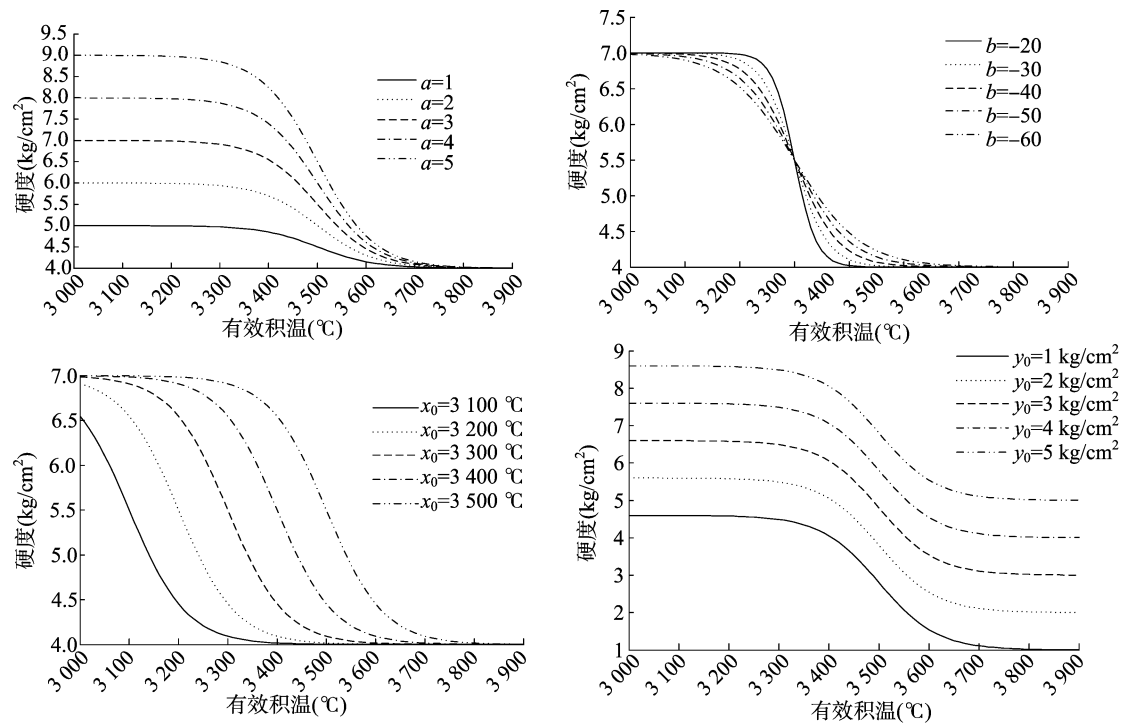 9.5
9.0
8.5
8.0
7.5
7.0
6.5
6.0
5.5
5.0
4.5
4.0
硬度(kg/cm²)
a=1
a=2
a=3
a=4
a=5
3 000
3 100
3 200
3 300
3 400
3 500
3 600
3 700
3 800
3 900
有效积温(℃)
7.5
7.0
6.5
6.0
5.5
5.0
4.5
4
硬度(kg/cm²)
b=−20
b=−30
b=−40
b=−50
b=−60
3 000
3 100
3 200
3 300
3 400
3 500
3 600
3 700
3 800
3 900
有效积温(℃)
7.0
6.5
6.0
5.5
5.0
4.5
4.0
硬度(kg/cm²)
x₀=3 100 ℃
x₀=3 200 ℃
x₀=3 300 ℃
x₀=3 400 ℃
x₀=3 500 ℃
3 000
3 100
3 200
3 300
3 400
3 500
3 600
3 700
3 800
3 900
有效积温(℃)
9
8
7
6
5
4
3
2
1
硬度(kg/cm²)
y₀=1 kg/cm²
y₀=2 kg/cm²
y₀=3 kg/cm²
y₀=4 kg/cm²
y₀=5 kg/cm²
3 000
3 100
3 200
3 300
3 400
3 500
3 600
3 700
3 800
3 900
有效积温(℃)